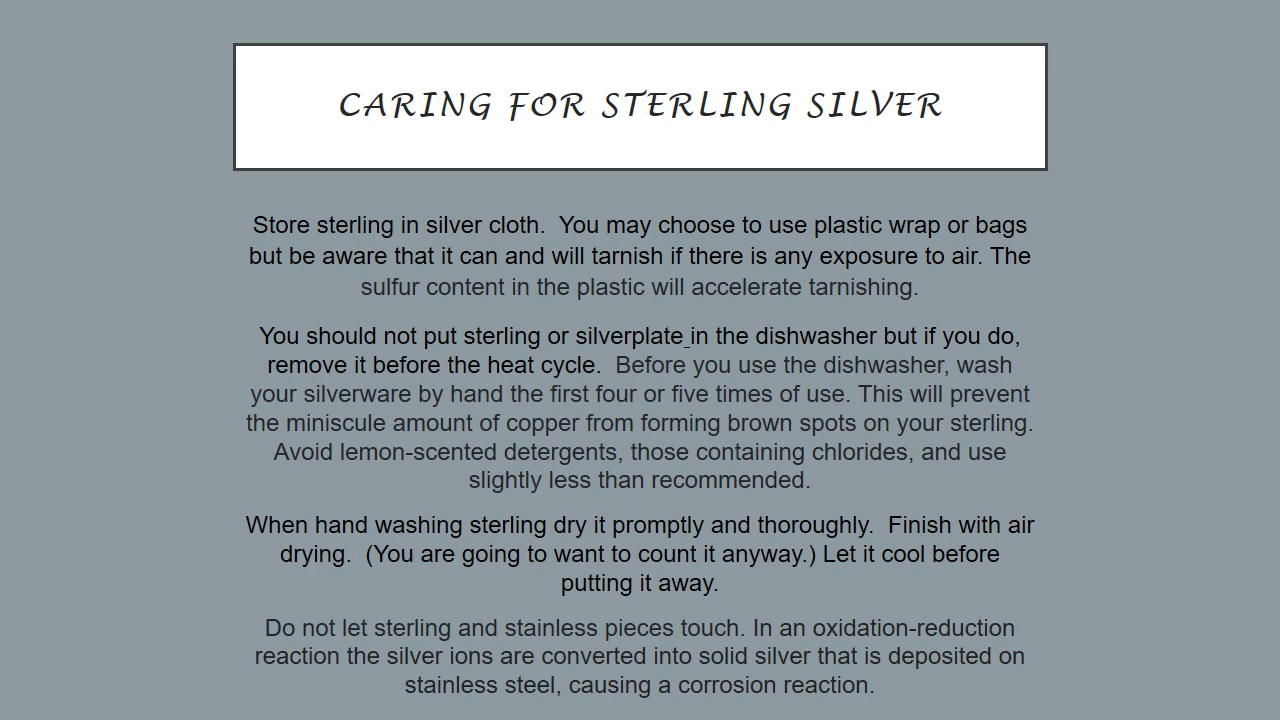 CARING FOR STERLING SILVER
Store sterling in silver cloth.  You may choose to use plastic wrap or bags
but be aware that it can and will tarnish if there is any exposure to air. The
sulfur content in the plastic will accelerate tarnishing.
You should not put sterling or silverplate in the dishwasher but if you do,
remove it before the heat cycle.  Before you use the dishwasher, wash
your silverware by hand the first four or five times of use. This will prevent
the miniscule amount of copper from forming brown spots on your sterling.
Avoid lemon-scented detergents, those containing chlorides, and use
slightly less than recommended.
When hand washing sterling dry it promptly and thoroughly.  Finish with air
drying.  (You are going to want to count it anyway.) Let it cool before
putting it away.
Do not let sterling and stainless pieces touch. In an oxidation-reduction
reaction the silver ions are converted into solid silver that is deposited on
stainless steel, causing a corrosion reaction.